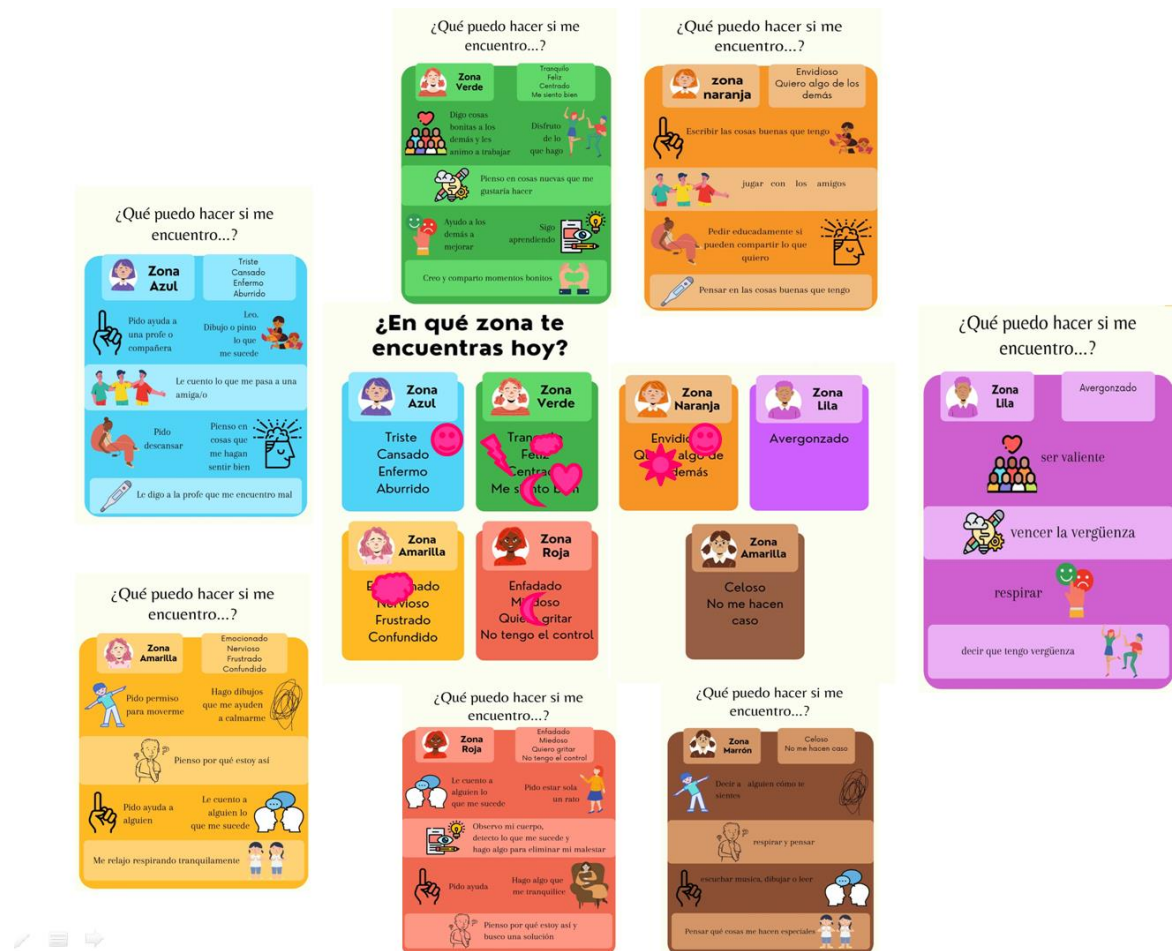 ¿Qué puedo hacer si me
encuentro...?
Zona
Verde
Tranquilo
Feliz
Centrado
Me siento bien
Digo cosas
bonitas a los
demás y les
animo a trabajar
Disfruto
de lo
que hago
Pienso en cosas nuevas que me
gustaría hacer
Ayudo a los
demás a
mejorar
Sigo
aprendiendo
Creo y comparto momentos bonitos
¿Qué puedo hacer si me
encuentro...?
zona
naranja
Envidioso
Quiero algo de los
demás
Escribir las cosas buenas que tengo
jugar con los amigos
Pedir educadamente si
pueden compartir lo que
quiero
Pensar en las cosas buenas que tengo
¿Qué puedo hacer si me
encuentro...?
Zona
Azul
Triste
Cansado
Enfermo
Aburrido
Pido ayuda a
una profe o
compañera
Leo,
Dibujo o pinto
lo que
me sucede
Le cuento lo que me pasa a una
amiga/o
Pido
descansar
Pienso en
cosas que
me hagan
sentir bien
Le digo a la profe que me encuentro mal
¿En qué zona te
encuentras hoy?
Zona
Azul
Triste
Cansado
Enfermo
Aburrido
Zona
Verde
Feliz
Me bien
Zona
Naranja
algo de
demás
Zona
Lila
Avergonzado
Zona
Amarilla
Nervioso
Frustrado
Confundido
Zona
Roja
Enfadado
Miedoso
Quiero gritar
No tengo el control
Zona
Amarilla
Celoso
No me hacen
caso
¿Qué puedo hacer si me
encuentro...?
Zona
Lila
Avergonzado
ser valiente
vencer la vergüenza
respirar
decir que tengo vergüenza
¿Qué puedo hacer si me
encuentro...?
Zona
Amarilla
Emocionado
Nervioso
Frustrado
Confundido
Pido permiso
para moverme
Hago dibujos
que me ayuden
a calmarme
Pienso por qué estoy así
Pido ayuda a
alguien
Le cuento a
alguien lo
que me sucede
Me relajo respirando tranquilamente
¿Qué puedo hacer si me
encuentro...?
Zona
Roja
Enfadado
Miedoso
Quiero gritar
No tengo el control
Le cuento a
alguien lo
que me sucede
Pido estar sola
un rato
Observo mi cuerpo,
detecto lo que me sucede y
hago algo para eliminar mi malestar
Pido ayuda
Hago algo que
me tranquilice
Pienso por qué estoy así y
busco una solución
¿Qué puedo hacer si me
encuentro...?
Zona
Marrón
Celoso
No me hacen caso
Decir a alguien cómo te
sientes
respirar y pensar
escuchar musica, dibujar o leer
Pensar qué cosas me hacen especiales